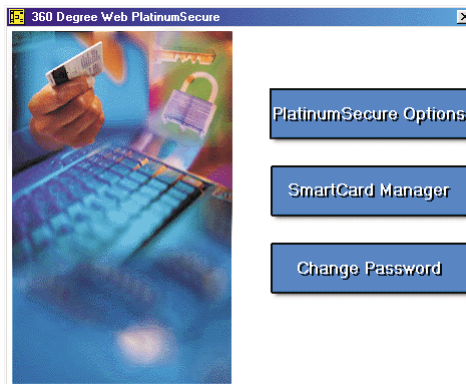 360 Degree Web PlatinumSecure
PlatinumSecure Options
SmartCard Manager
Change Password